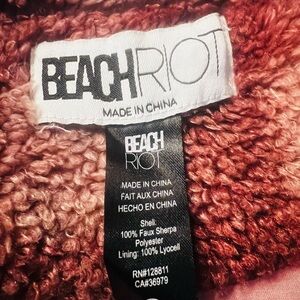 BEACHRIOT
MADE IN CHINA
BEACH
RIOT
MADE IN CHINA
FAIT AUX CHINA
HECHO EN CHINA
Shell:
100% Faux Sherpa
Polyester
Lining: 100% Lyocell
RN#128811
CA#36979